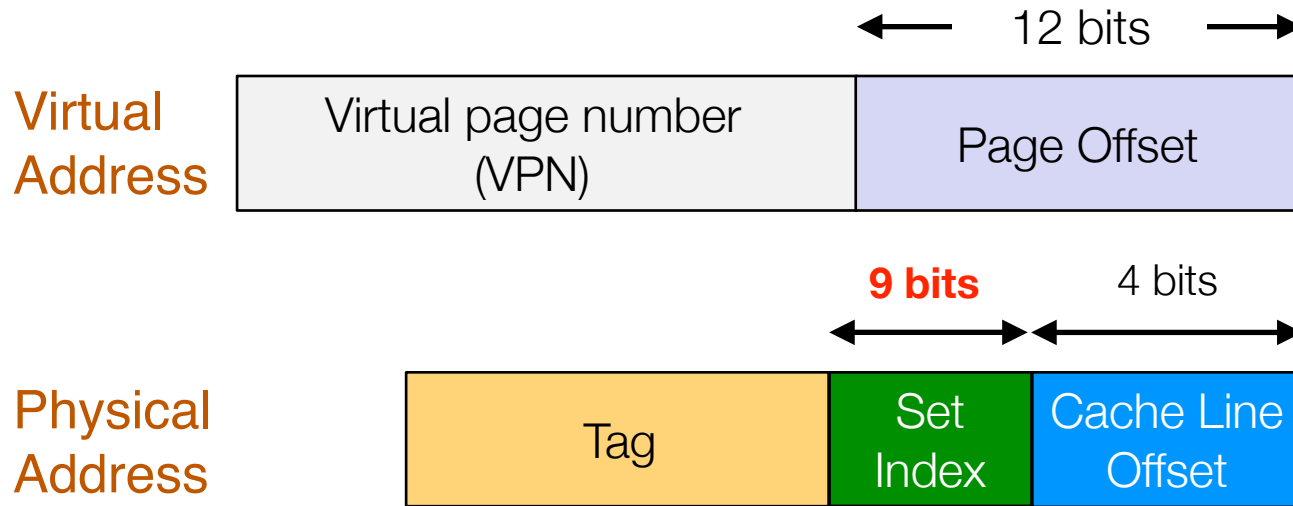 12 bits
Virtual
Address
Virtual page number
(VPN)
Page Offset
9 bits
4 bits
Physical
Address
Tag
Set
Index
Cache Line
Offset